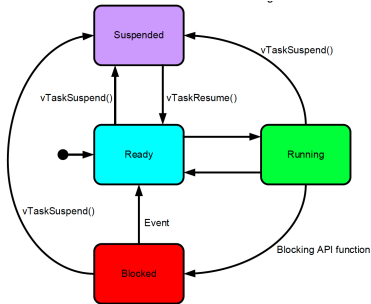 Suspended
vTaskSuspend()
vTaskSuspend()
vTaskResume()
Ready
Running
vTaskSuspend()
Event
Blocking API function
Blocked